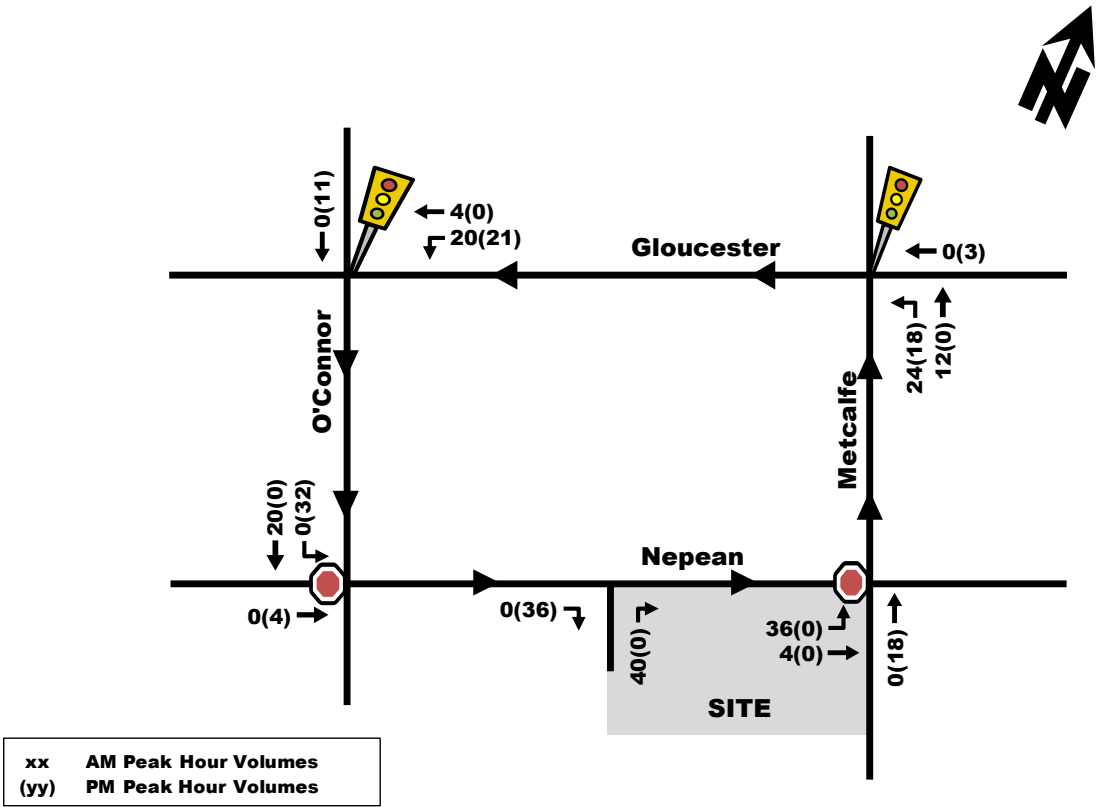 N
0(11)
4(0)
20(21)
Gloucester
0(3)
24(18)
12(0)
O'Connor
Metcalfe
20(0)
0(32)
Nepean
0(4)
0(36)
40(0)
36(0)
4(0)
0(18)
SITE
xx AM Peak Hour Volumes
(yy) PM Peak Hour Volumes